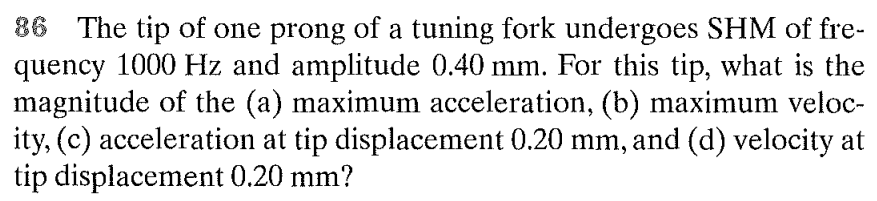 86 The tip of one prong of a tuning fork undergoes SHM of fre-
quency 1000 Hz and amplitude 0.40 mm. For this tip, what is the
magnitude of the (a) maximum acceleration, (b) maximum veloc-
ity, (c) acceleration at tip displacement 0.20 mm, and (d) velocity at
tip displacement 0.20 mm?